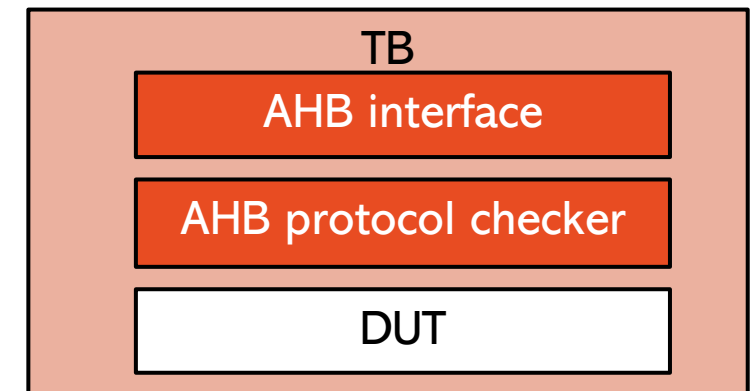 TB
AHB interface
AHB protocol checker
DUT